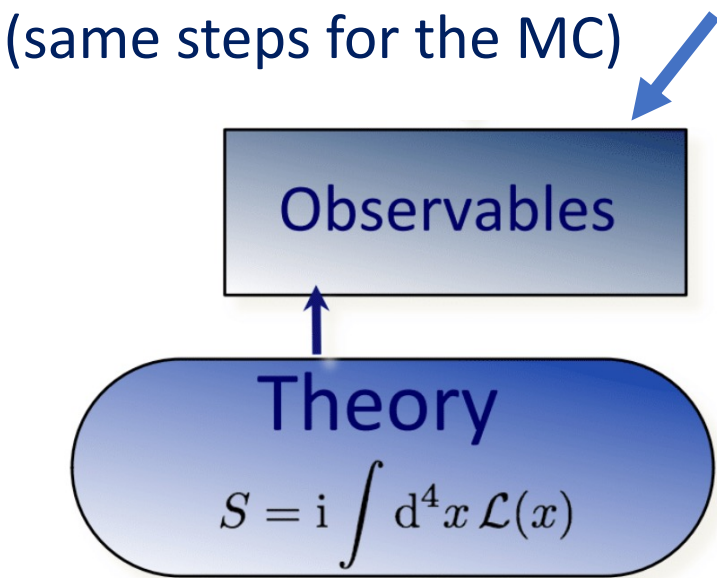 (same steps for the MC)
Observables
Theory
S = i ∫ d⁴x ℒ(x)